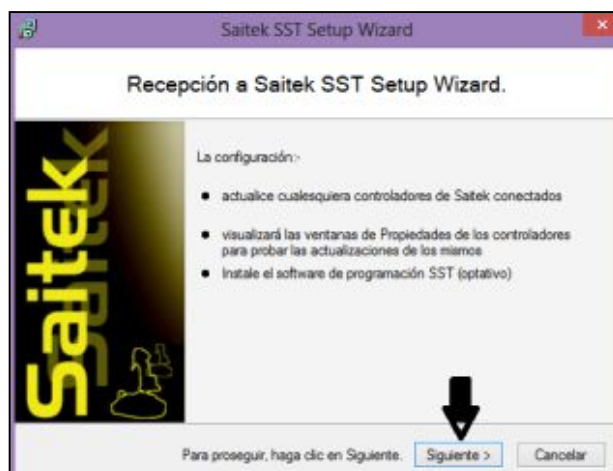 Saitek SST Setup Wizard
Recepción a Saitek SST Setup Wizard.
Saitek
Saitek
La configuración:-
actualice cualesquiera controladores de Saitek conectados
visualizará las ventanas de Propiedades de los controladores
para probar las actualizaciones de los mismos
Instale el software de programación SST (optativo)
Para proseguir, haga clic en Siguiente.
Siguiente >
Cancelar